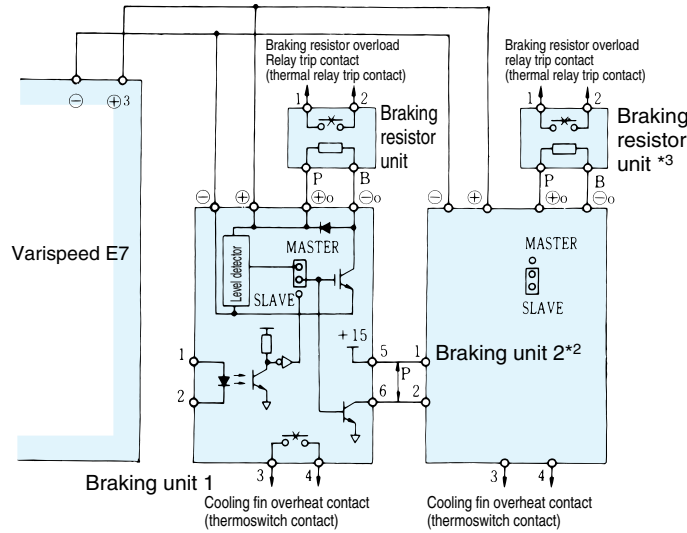 Braking resistor overload
Relay trip contact
(thermal relay trip contact)
Braking resistor overload
relay trip contact
(thermal relay trip contact)
⊖ ⊕3
1 2
Braking
resistor
unit
1 2
Braking
resistor
unit *3
P B
P B
⊖ ⊕ ⊕o ⊖o
⊖ ⊕ ⊕o ⊖o
Varispeed E7
Level detector
MASTER
SLAVE
MASTER
SLAVE
+15
1
2
5
6
P
1
2
Braking unit 2*2
3 4
3 4
Braking unit 1
Cooling fin overheat contact
(thermoswitch contact)
Cooling fin overheat contact
(thermoswitch contact)